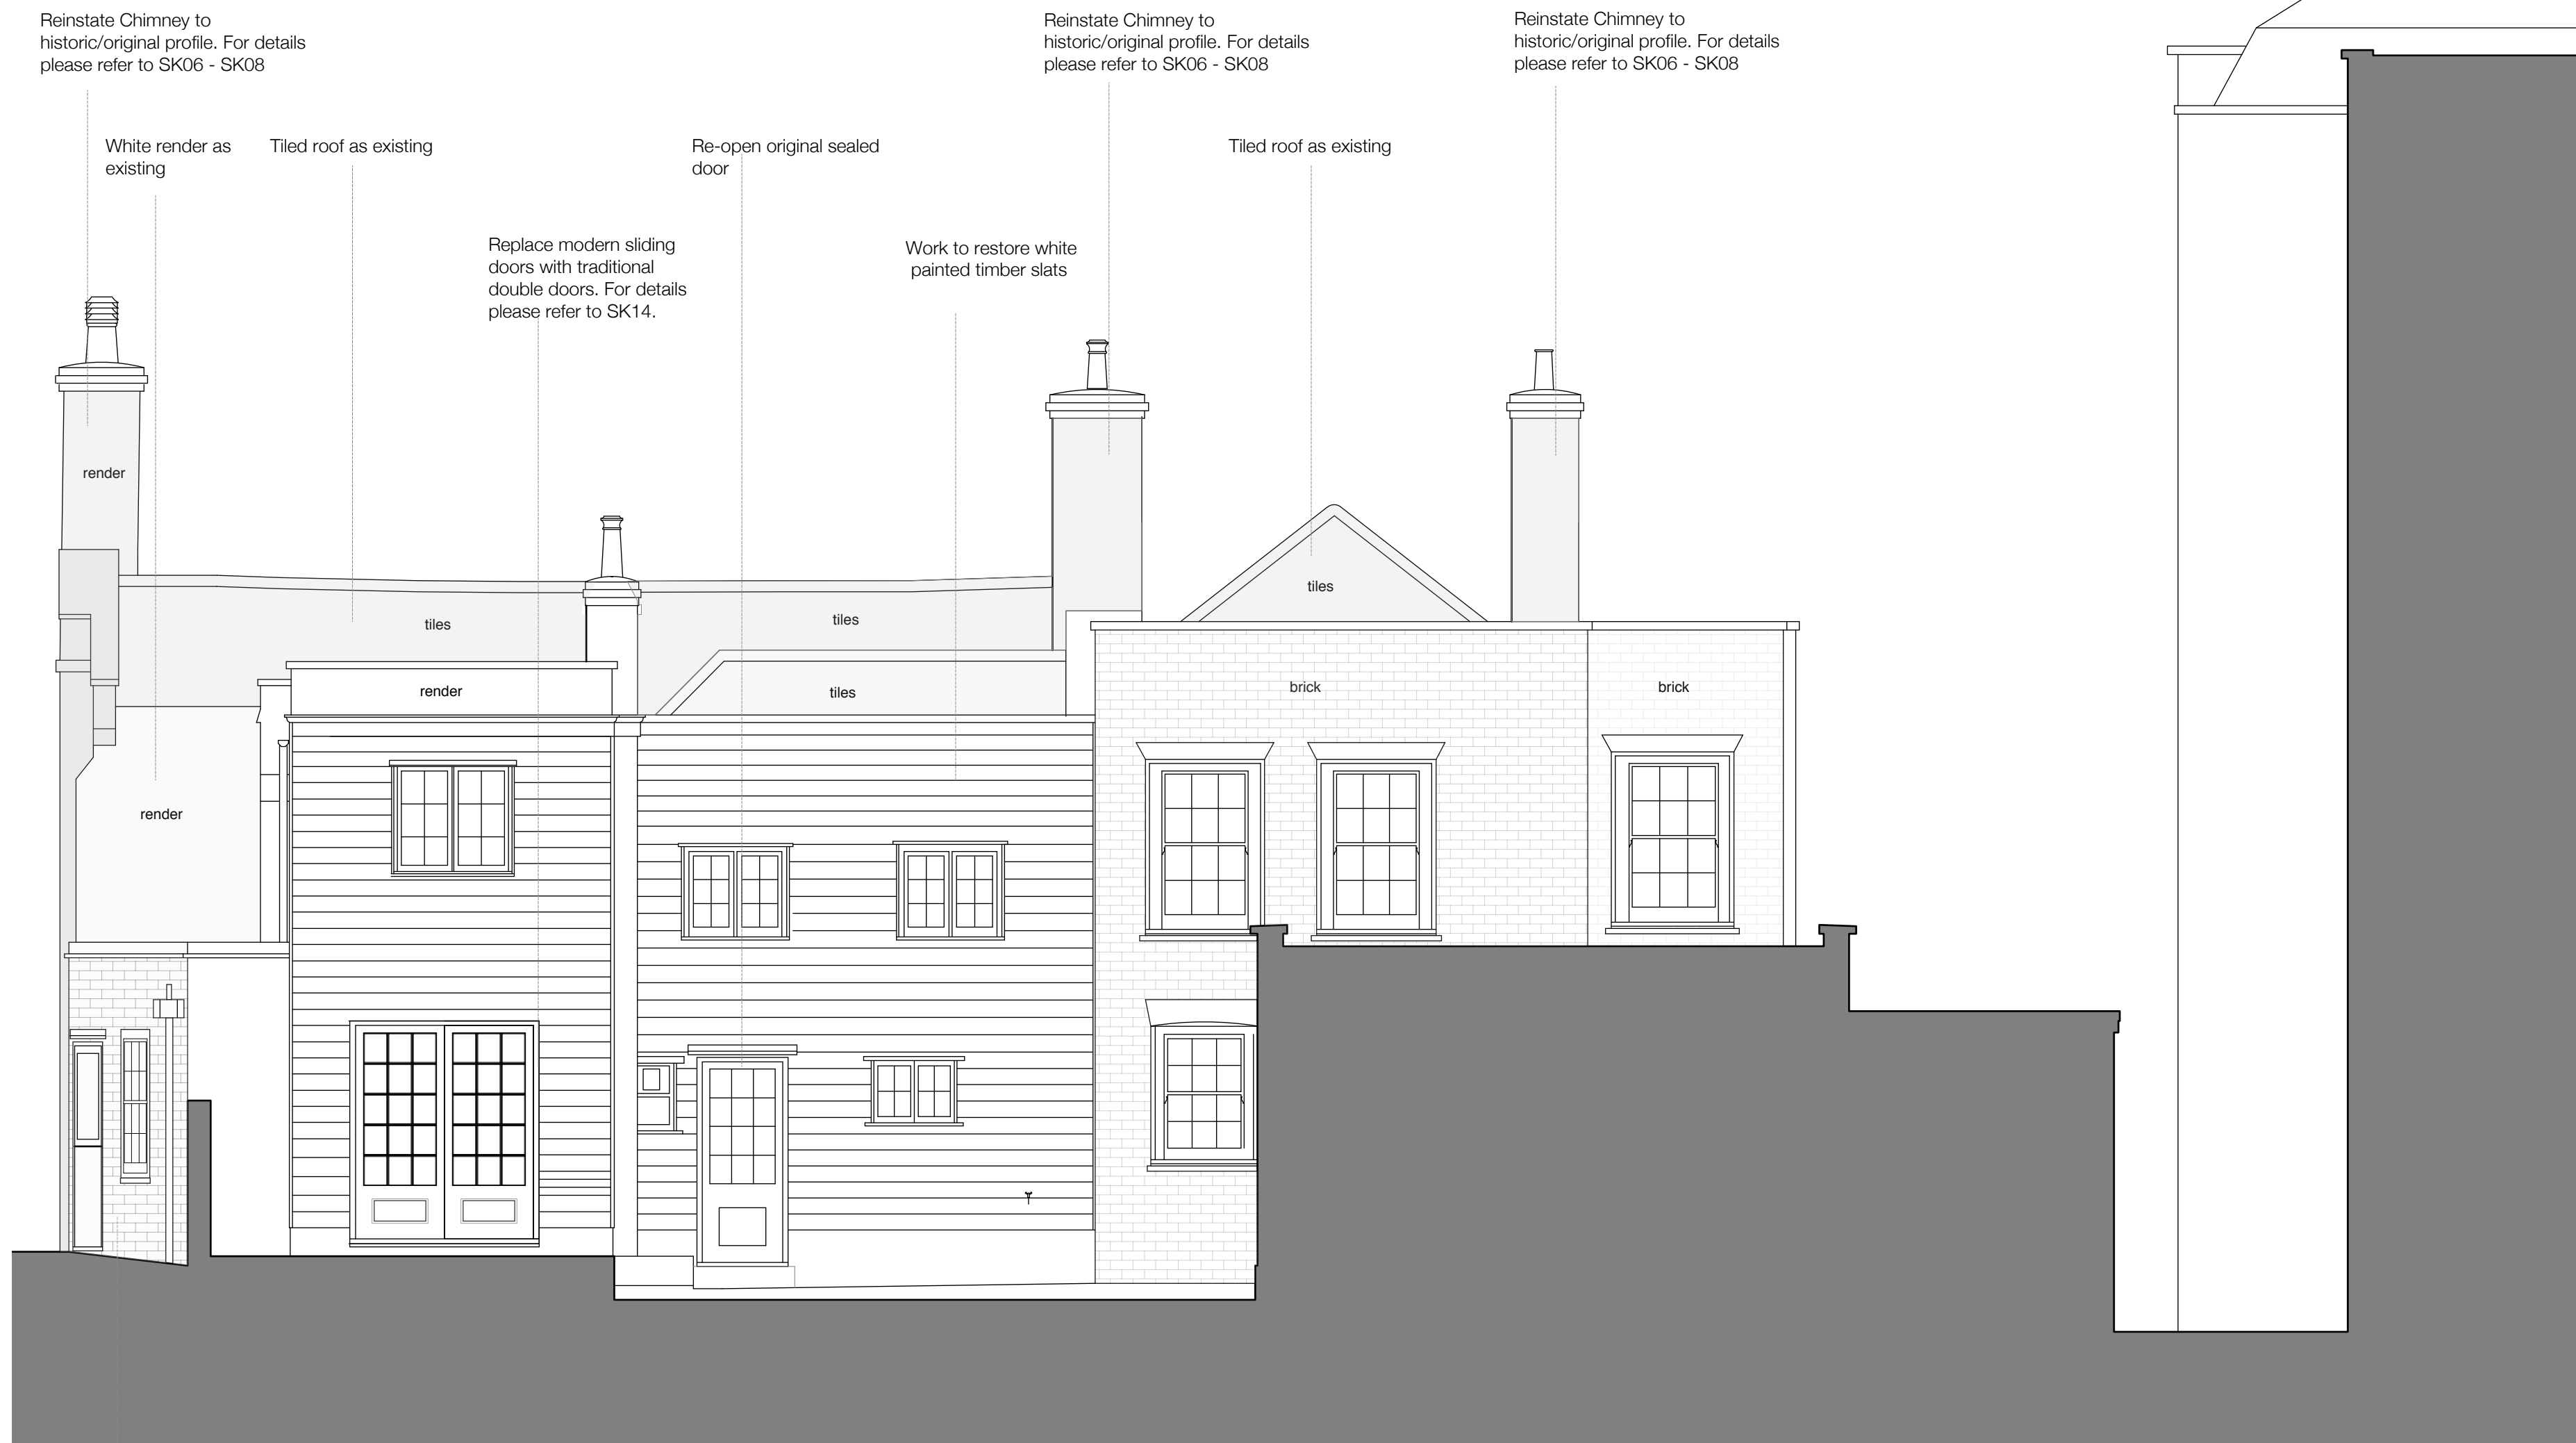 Reinstate Chimney to
historic/original profile. For details
please refer to SK06 - SK08
Reinstate Chimney to
historic/original profile. For details
please refer to SK06 - SK08
Reinstate Chimney to
historic/original profile. For details
please refer to SK06 - SK08
White render as
existing
Tiled roof as existing
Re-open original sealed
door
Tiled roof as existing
Replace modern sliding
doors with traditional
double doors. For details
please refer to SK14.
Work to restore white
painted timber slats
render
tiles
tiles
tiles
render
tiles
brick
brick
render